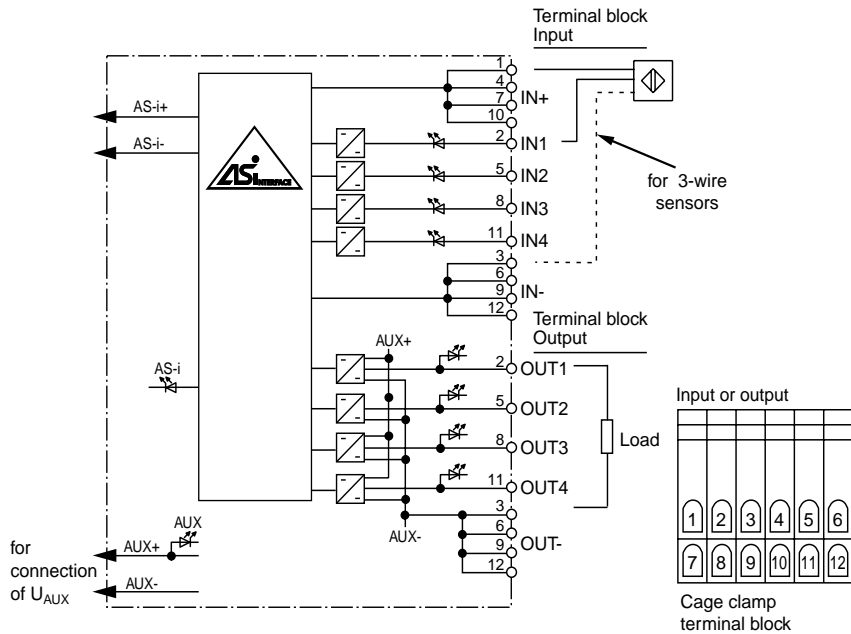 Terminal block
Input
1
4
7
10
IN+
AS-i+
AS-i-
ASi INTERFACE
2
IN1
5
IN2
8
IN3
11
IN4
for 3-wire
sensors
3
6
9
12
IN-
Terminal block
Output
AUX+
AS-i
2
OUT1
5
OUT2
8
OUT3
11
OUT4
Load
3
6
9
12
OUT-
AUX-
AUX
for
connection
of UAUX
AUX+
AUX-
Input or output
1 2 3 4 5 6
7 8 9 10 11 12
Cage clamp
terminal block